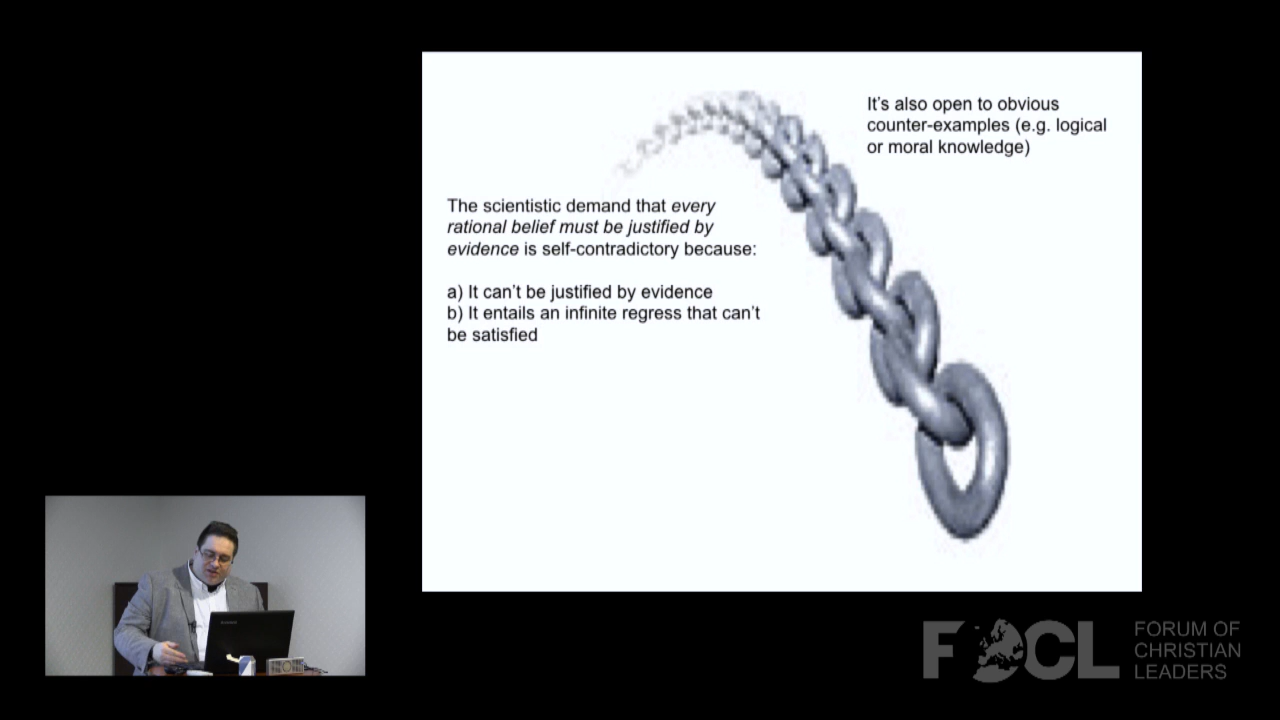 It's also open to obvious
counter-examples (e.g. logical
or moral knowledge)
The scientistic demand that every
rational belief must be justified by
evidence is self-contradictory because:
a) It can't be justified by evidence
b) It entails an infinite regress that can't
be satisfied
FOCL
FORUM OF
CHRISTIAN
LEADERS